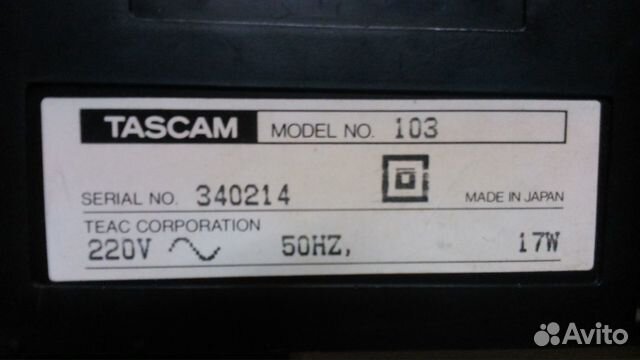 TASCAM MODEL NO. 103
SERIAL NO. 340214 MADE IN JAPAN
TEAC CORPORATION
220V 50HZ, 17W
Avito